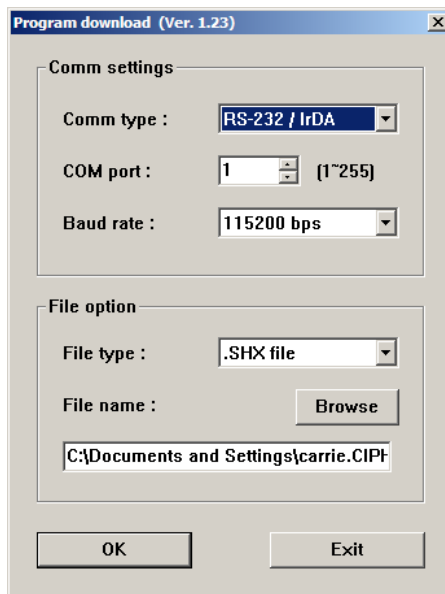 Program download (Ver. 1.23)
Comm settings
Comm type : RS-232 / IrDA
COM port : 1 (1~255)
Baud rate : 115200 bps
File option
File type : .SHX file
File name : Browse
C:\Documents and Settings\carrie.CIPH
OK Exit